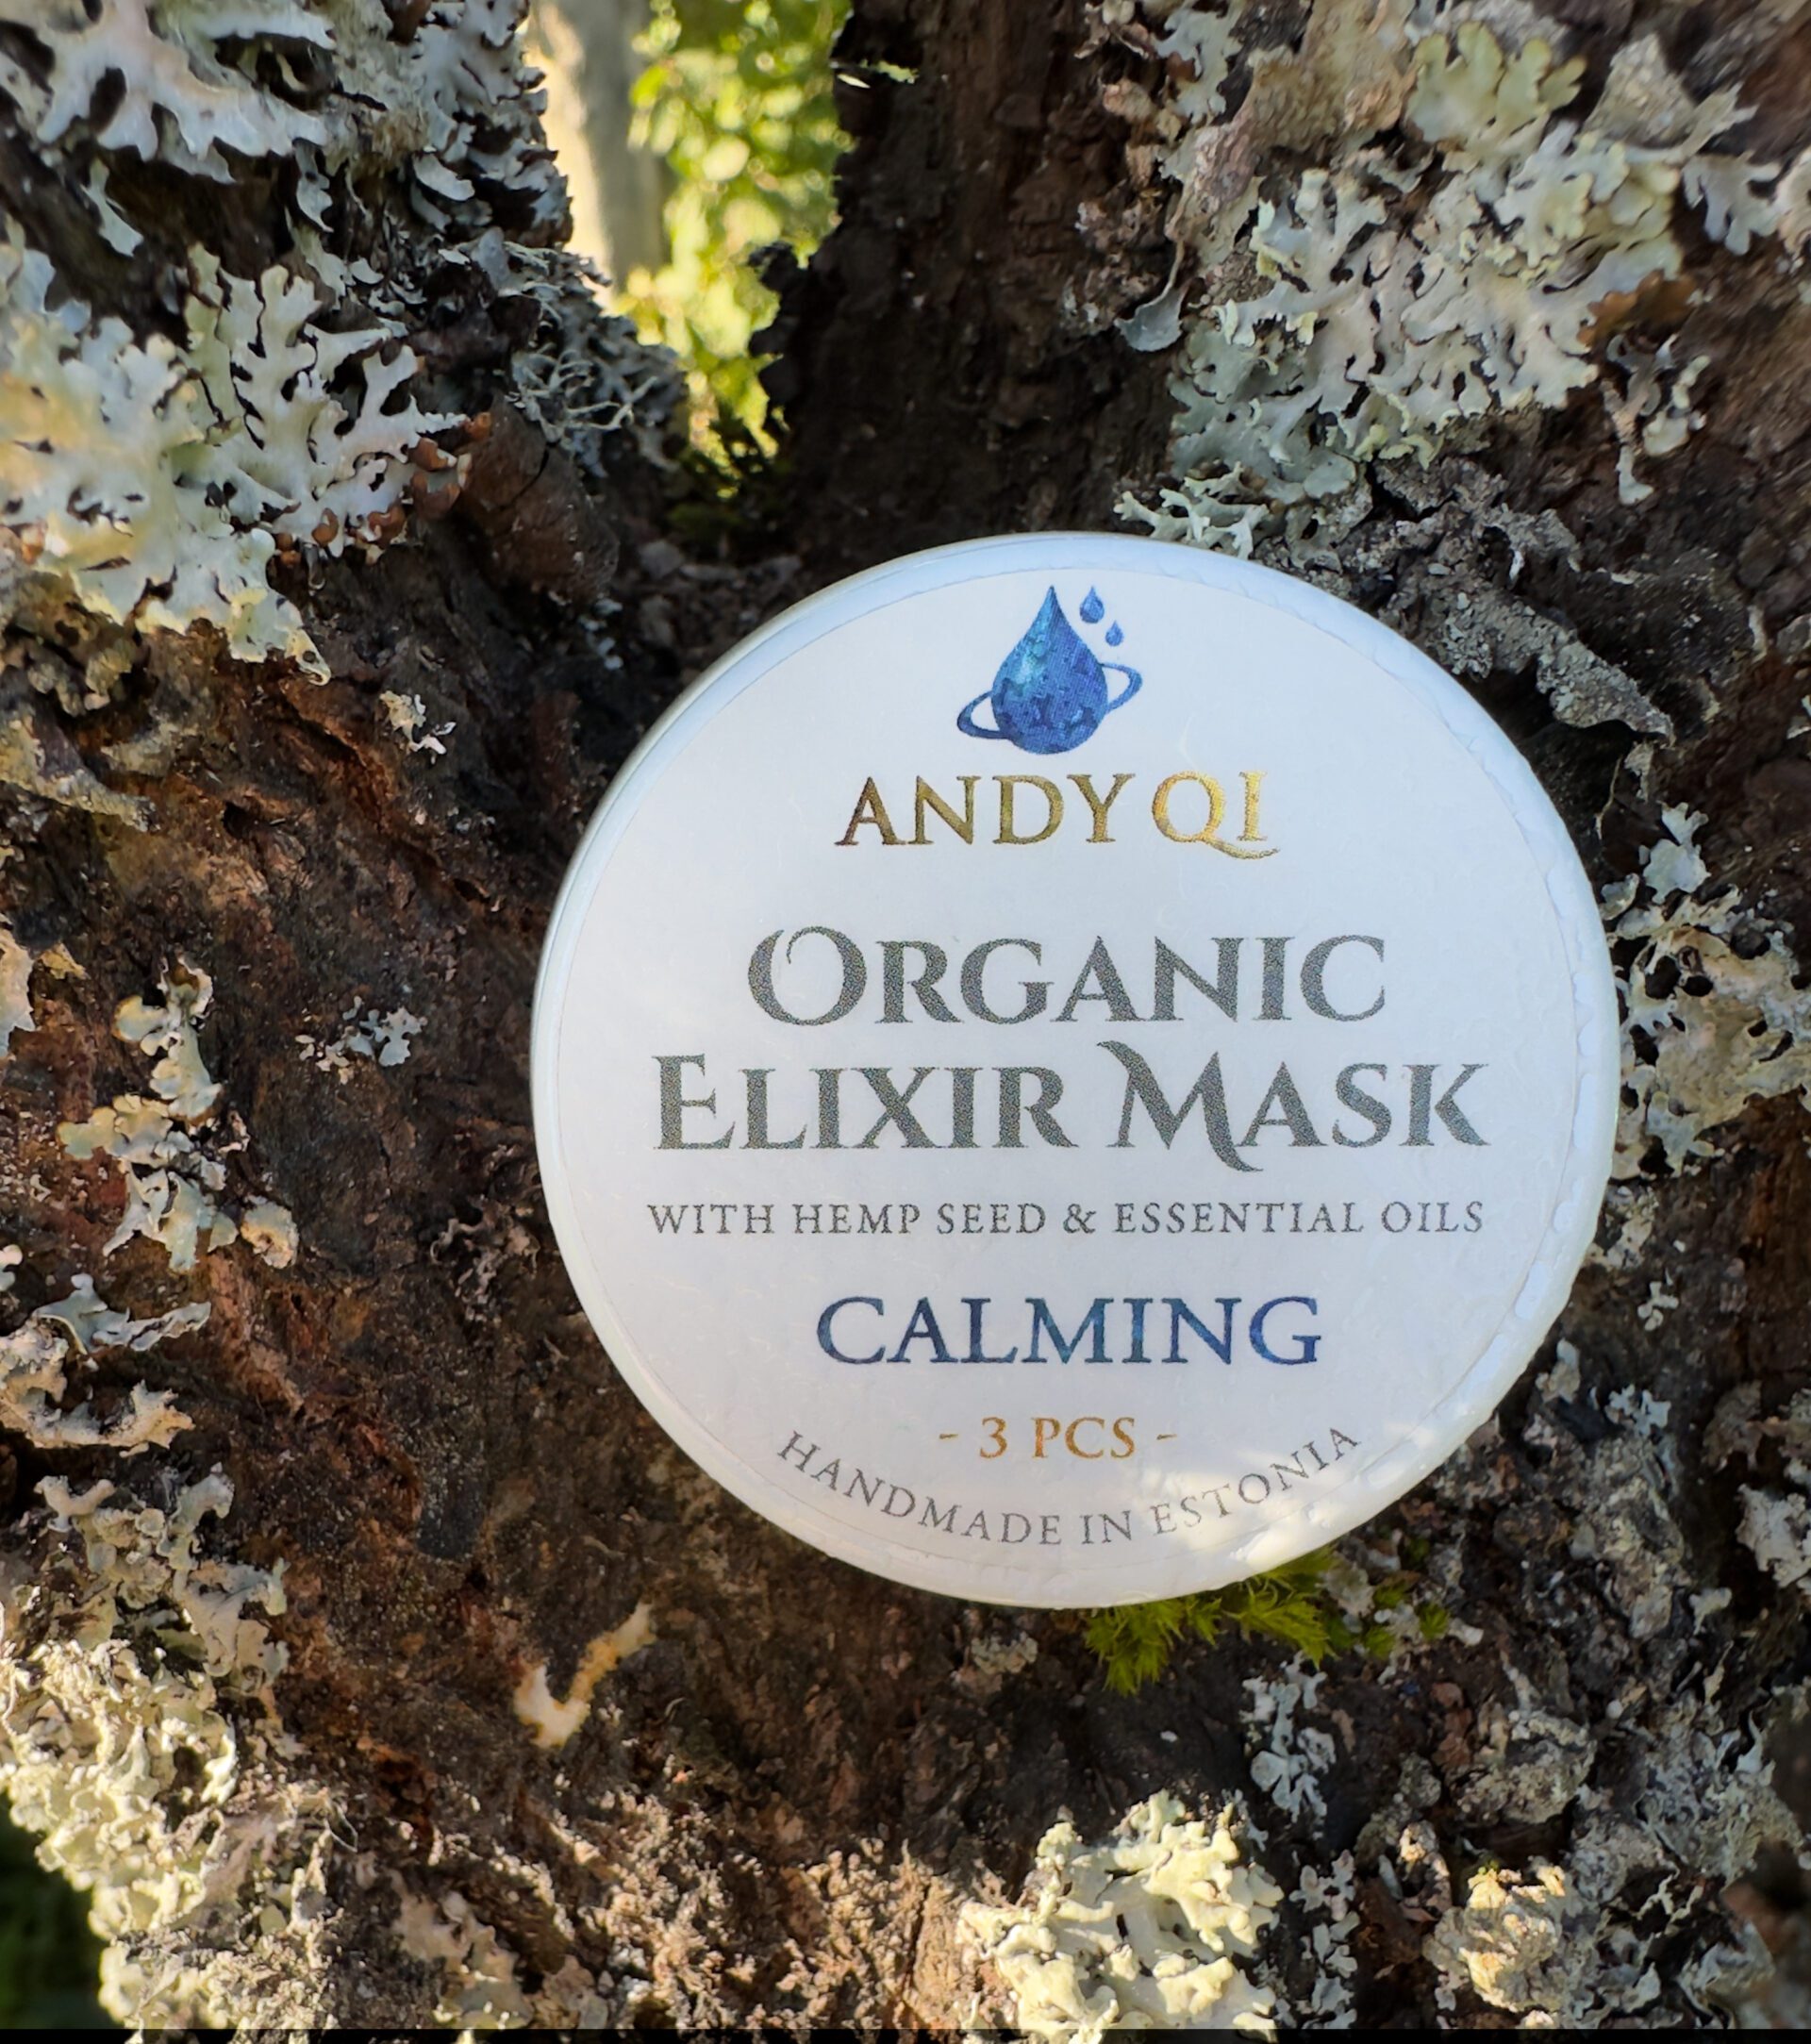 ANDY QI
ORGANIC
ELIXIR MASK
WITH HEMP SEED & ESSENTIAL OILS
CALMING
- 3 PCS -
HANDMADE IN ESTONIA